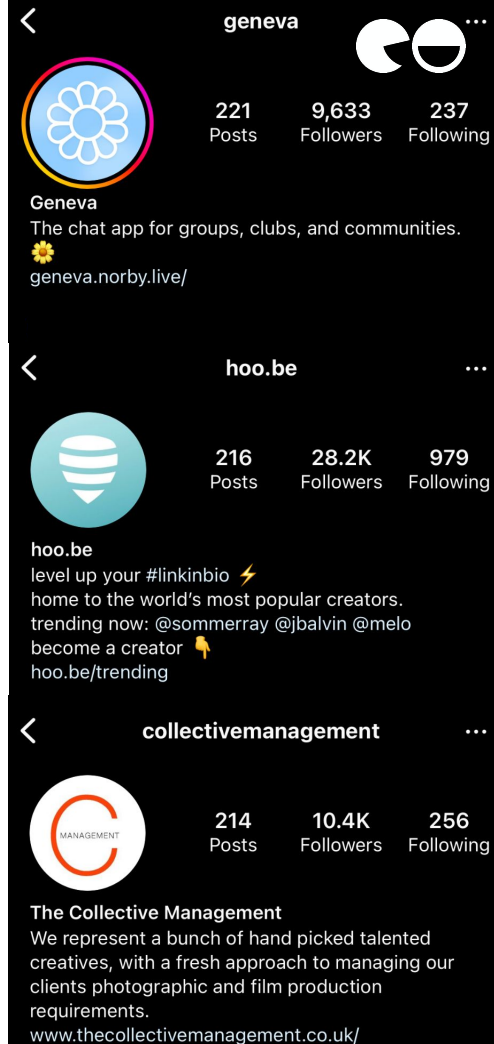 geneva
221 9,633 237
Posts Followers Following
Geneva
The chat app for groups, clubs, and communities.
🌼
geneva.norby.live/
hoo.be
216 28.2K 979
Posts Followers Following
hoo.be
level up your #linkinbio ⚡
home to the world’s most popular creators.
trending now: @sommerray @jbalvin @melo
become a creator 👇
hoo.be/trending
collectivemanagement
MANAGEMENT
214 10.4K 256
Posts Followers Following
The Collective Management
We represent a bunch of hand picked talented
creatives, with a fresh approach to managing our
clients photographic and film production
requirements.
www.thecollectivemanagement.co.uk/